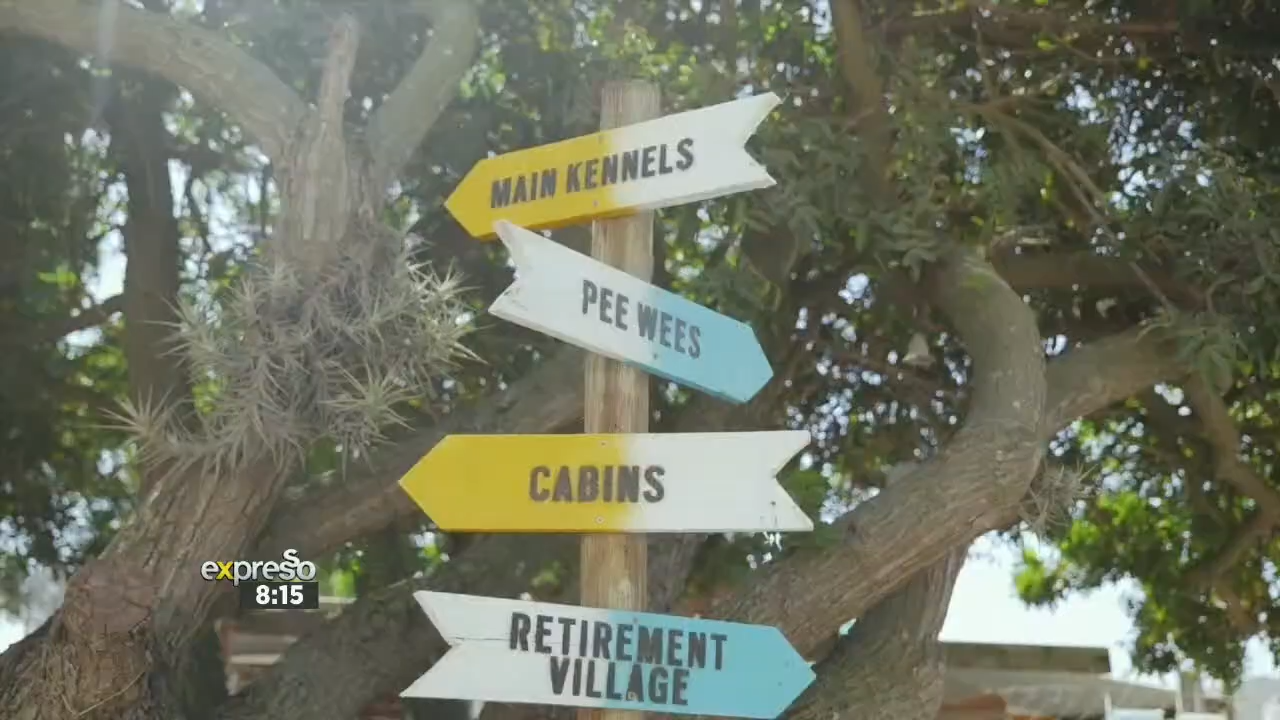 MAIN KENNELS
PEE WEES
CABINS
expresso
8:15
RETIREMENT
VILLAGE